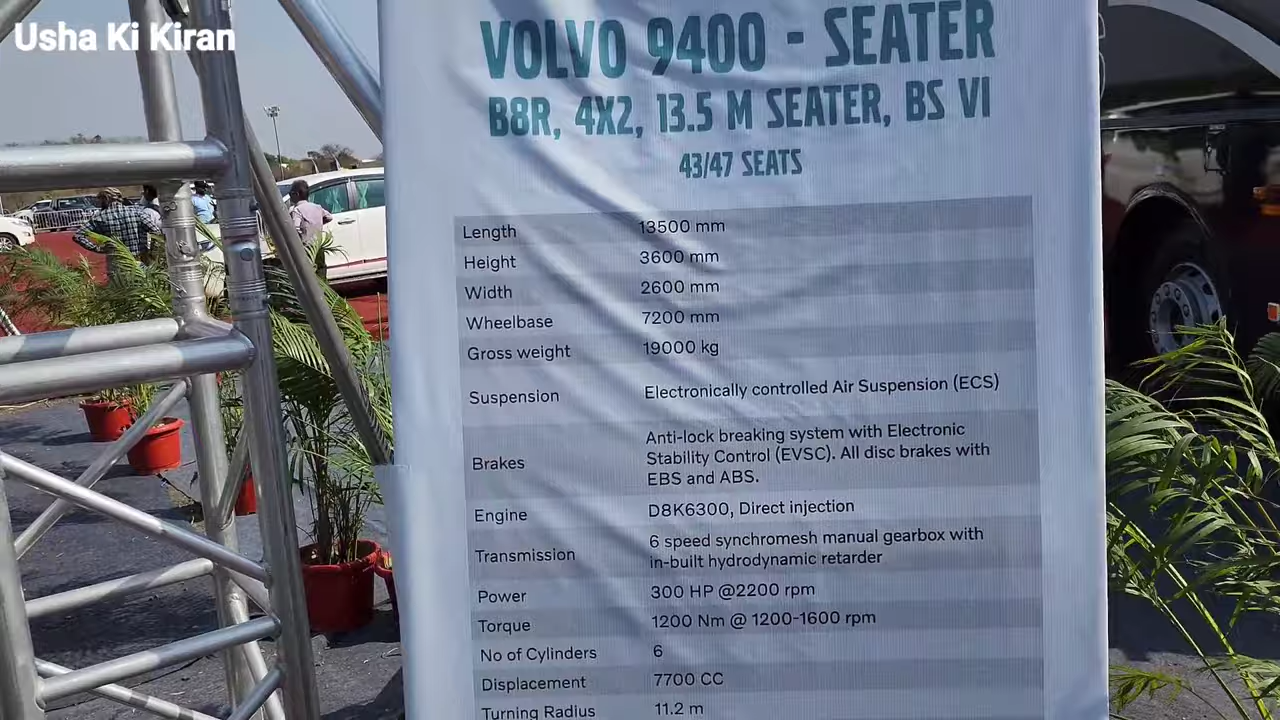 Usha Ki Kiran
VOLVO 9400 - SEATER
B8R, 4X2, 13.5 M SEATER, BS VI
43/47 SEATS
Length 13500 mm
Height 3600 mm
Width 2600 mm
Wheelbase 7200 mm
Gross weight 19000 kg
Suspension Electronically controlled Air Suspension (ECS)
Brakes Anti-lock breaking system with Electronic
Stability Control (EVSC). All disc brakes with
EBS and ABS.
Engine D8K6300, Direct injection
Transmission 6 speed synchromesh manual gearbox with
in-built hydrodynamic retarder
Power 300 HP @2200 rpm
Torque 1200 Nm @ 1200-1600 rpm
No of Cylinders 6
Displacement 7700 CC
Turning Radius 11.2 m